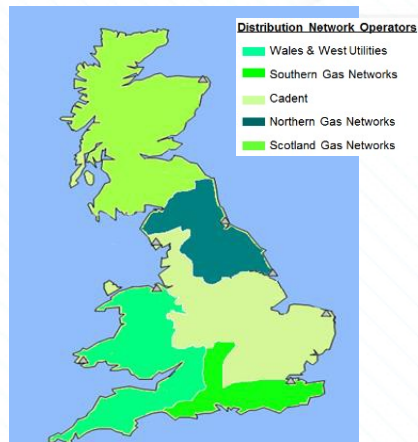 Distribution Network Operators
Wales & West Utilities
Southern Gas Networks
Cadent
Northern Gas Networks
Scotland Gas Networks